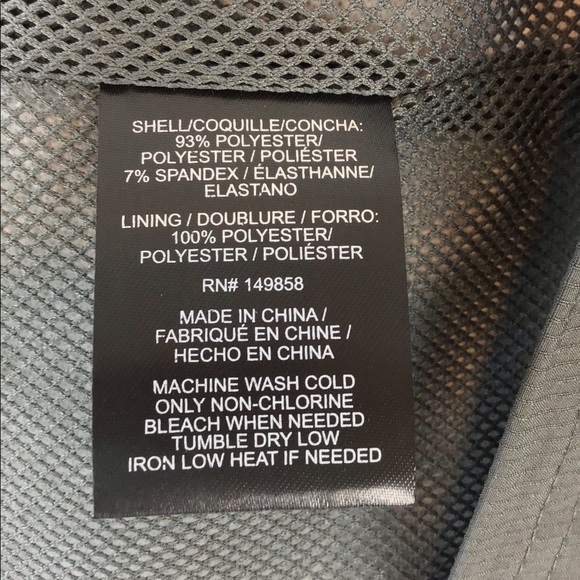 SHELL/COQUILLE/CONCHA:
93% POLYESTER/
POLYESTER / POLIÉSTER
7% SPANDEX / ÉLASTHANNE/
ELASTANO
LINING / DOUBLURE / FORRO:
100% POLYESTER/
POLYESTER / POLIÉSTER
RN# 149858
MADE IN CHINA /
FABRIQUÉ EN CHINE /
HECHO EN CHINA
MACHINE WASH COLD
ONLY NON-CHLORINE
BLEACH WHEN NEEDED
TUMBLE DRY LOW
IRON LOW HEAT IF NEEDED